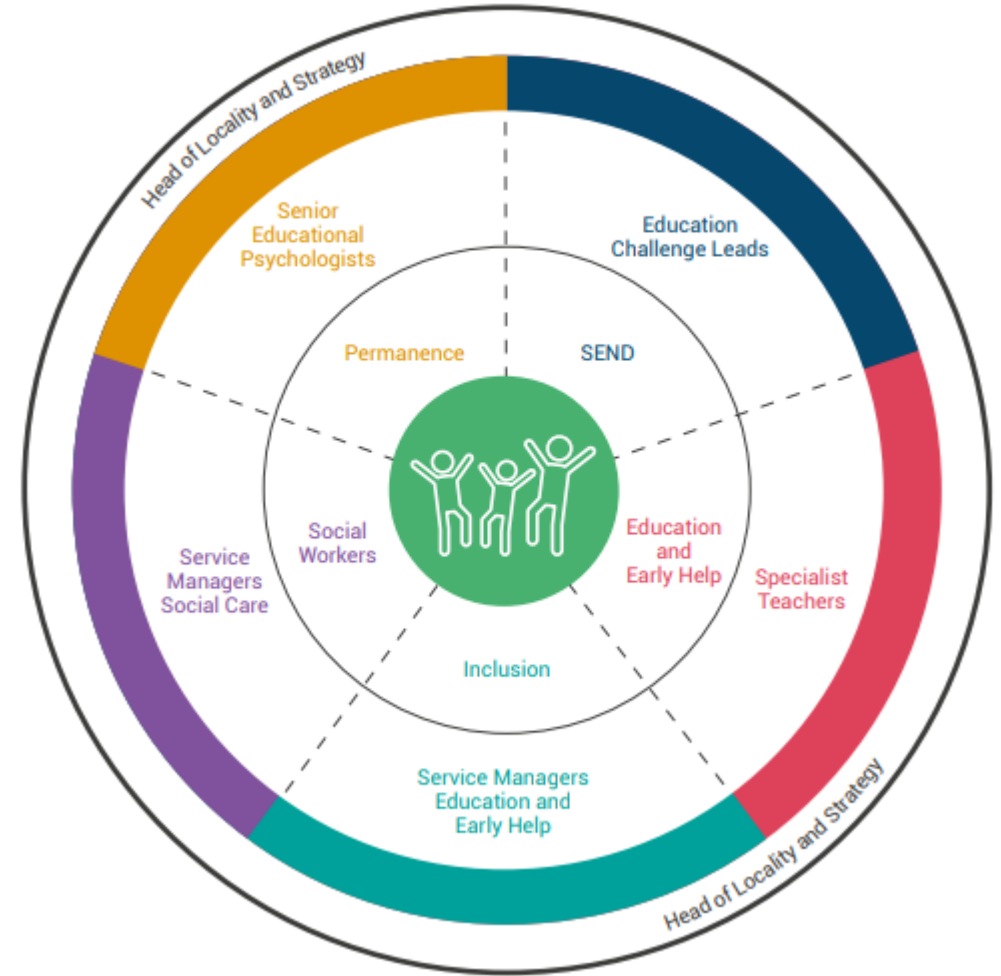 Head of Locality and Strategy
Senior
Educational
Psychologists
Education
Challenge Leads
Permanence
SEND
Social
Workers
Education
and
Early Help
Service
Managers
Social Care
Specialist
Teachers
Inclusion
Service Managers
Education and
Early Help
Head of Locality and Strategy